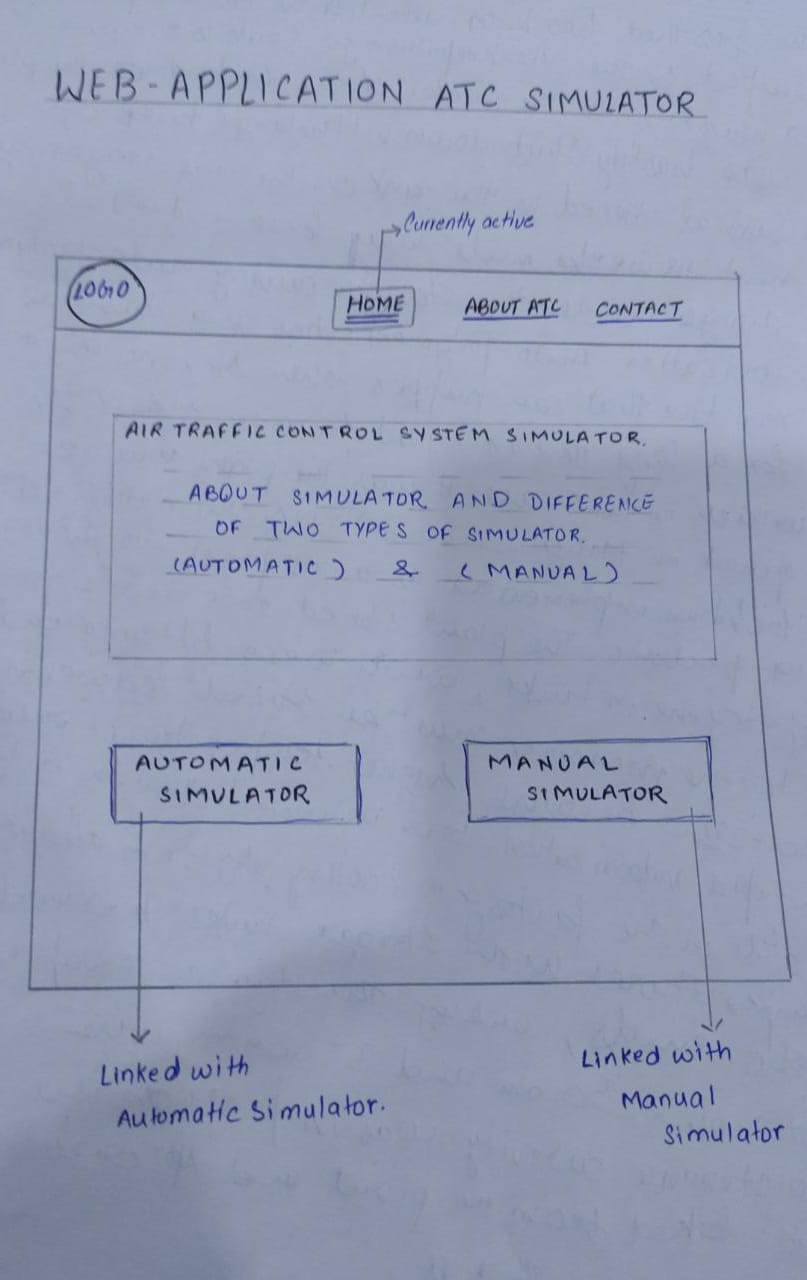 WEB-APPLICATION ATC SIMULATOR
Currently active
LOGO
HOME ABOUT ATC CONTACT
AIR TRAFFIC CONTROL SYSTEM SIMULATOR.
ABOUT SIMULATOR AND DIFFERENCE
OF TWO TYPES OF SIMULATOR.
(AUTOMATIC) & (MANUAL)
AUTOMATIC
SIMULATOR
MANUAL
SIMULATOR
Linked with
Automatic Simulator.
Linked with
Manual
Simulator